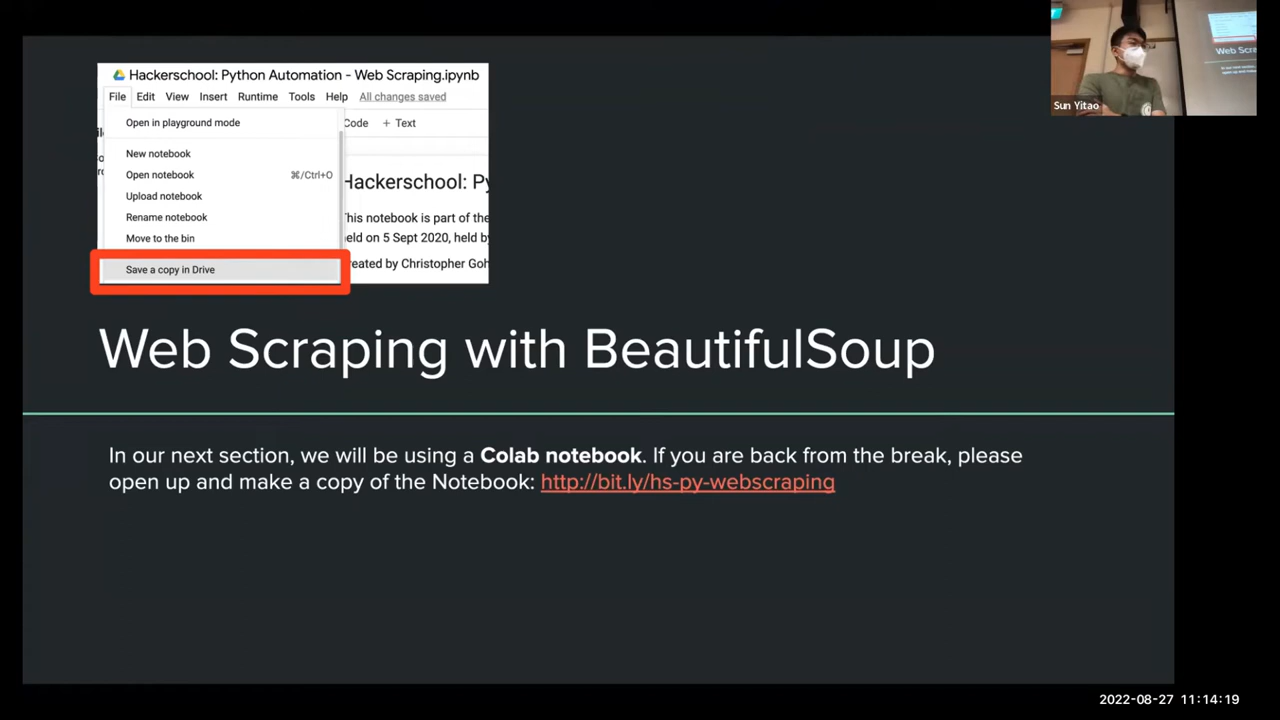 Hackerschool: Python Automation - Web Scraping.ipynb
File Edit View Insert Runtime Tools Help All changes saved
Open in playground mode
Code + Text
New notebook
Open notebook ⌘/Ctrl+O
Upload notebook
Rename notebook
Move to the bin
Save a copy in Drive
Hackerschool: Py
This notebook is part of the
held on 5 Sept 2020, held by
reated by Christopher Goh
Web Scraping with BeautifulSoup
In our next section, we will be using a Colab notebook. If you are back from the break, please
open up and make a copy of the Notebook: http://bit.ly/hs-py-webscraping
Sun Yitao
Web Scra
2022-08-27 11:14:19